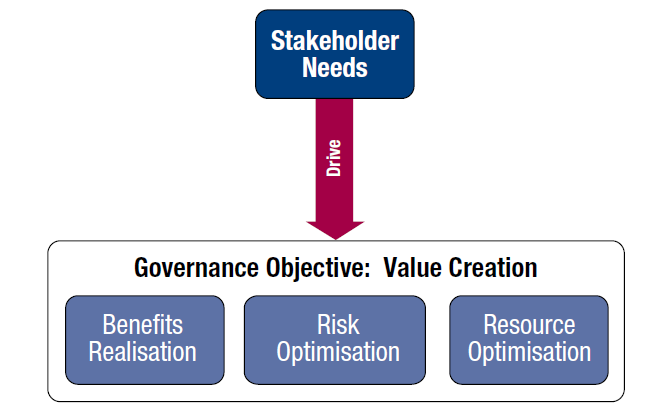 Stakeholder
Needs
Drive
Governance Objective: Value Creation
Benefits
Realisation
Risk
Optimisation
Resource
Optimisation